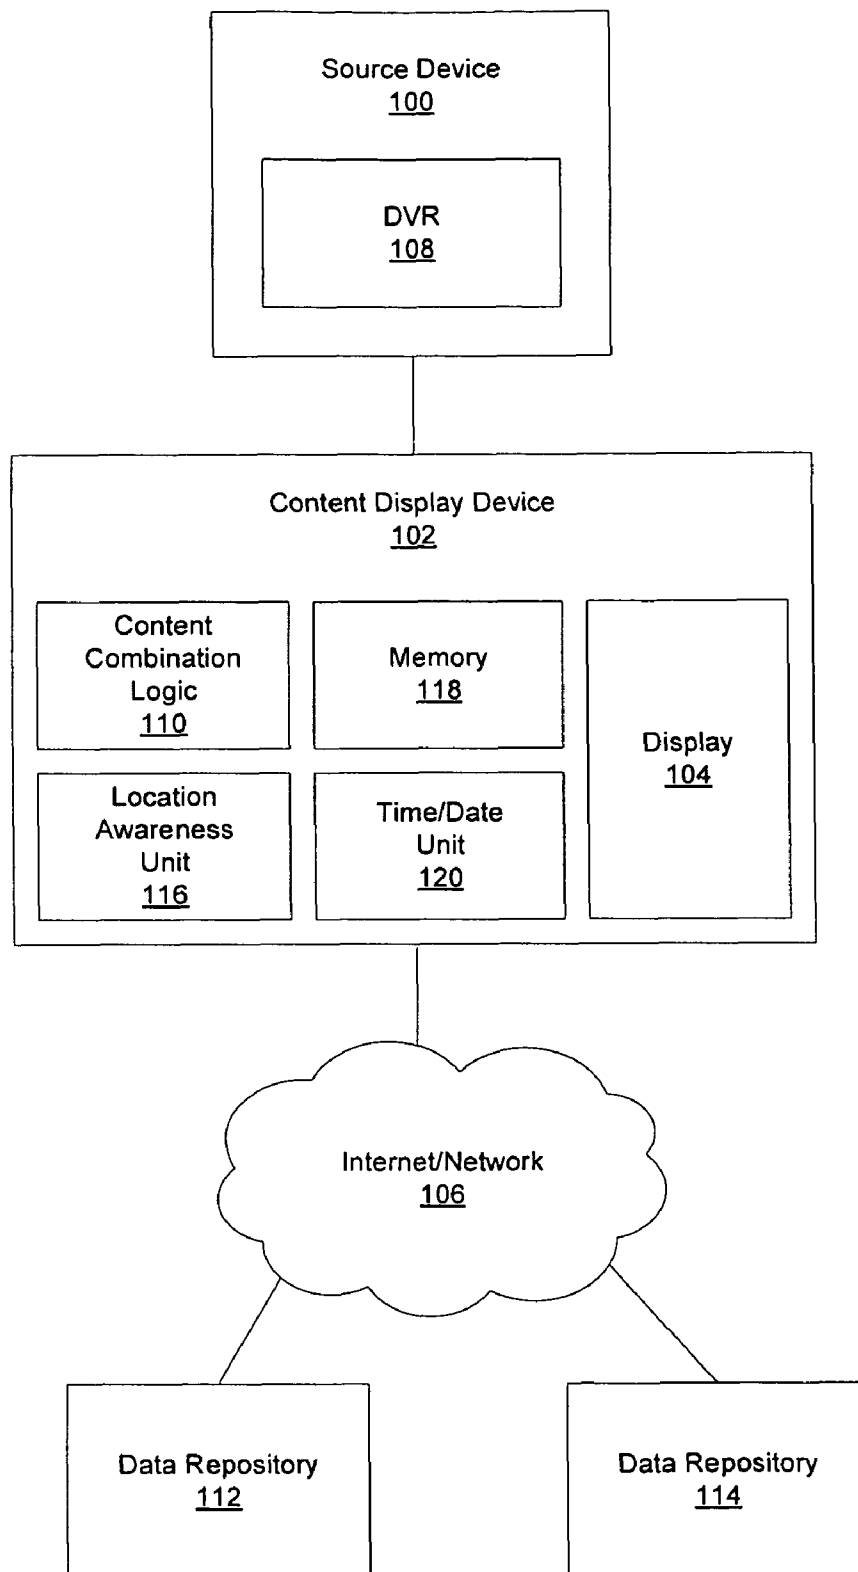 Source Device
100
DVR
108
Content Display Device
102
Content
Combination
Logic
110
Memory
118
Display
104
Location
Awareness
Unit
116
Time/Date
Unit
120
Internet/Network
106
Data Repository
112
Data Repository
114